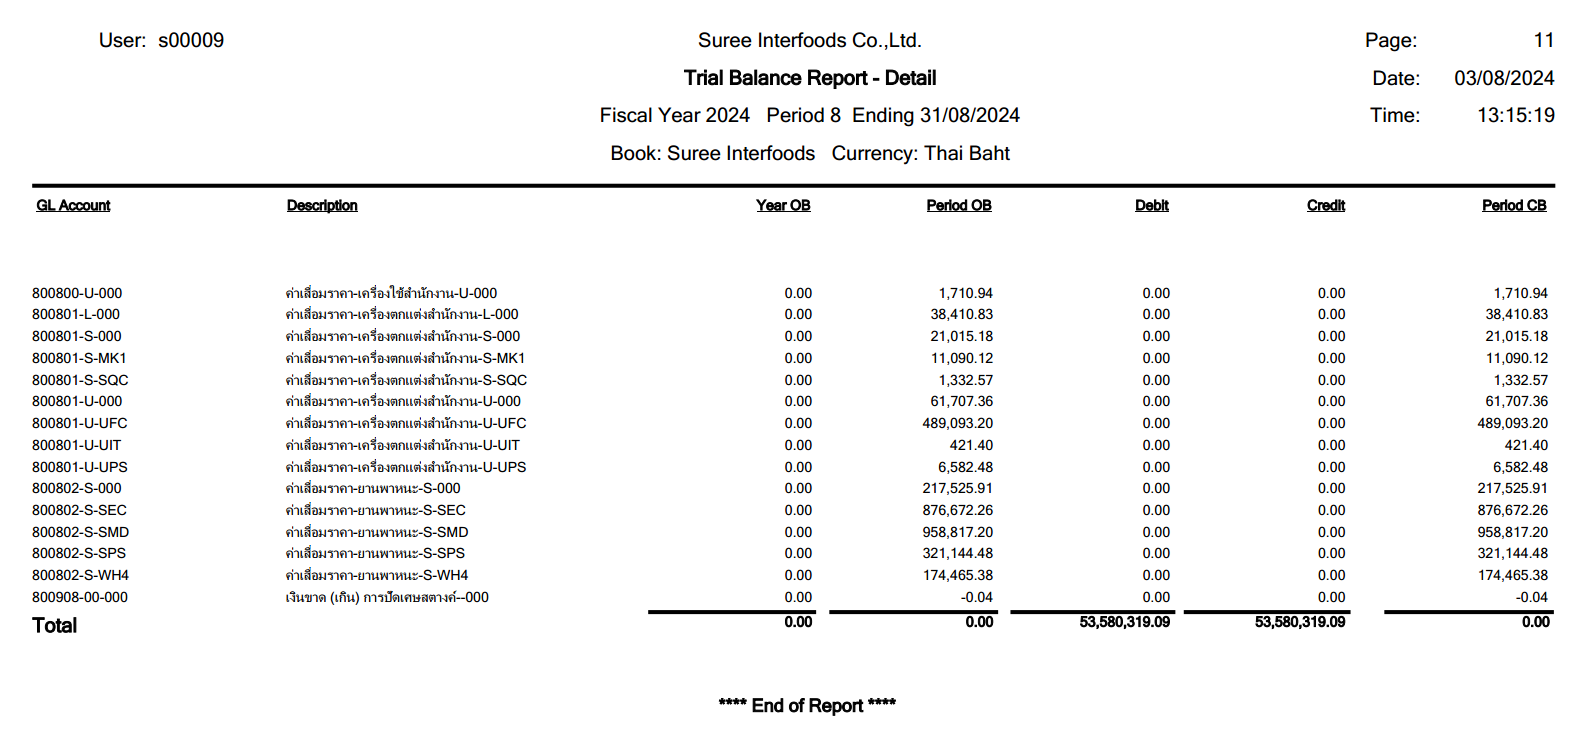 User: s00009 Suree Interfoods Co.,Ltd. Page: 11
Trial Balance Report - Detail Date: 03/08/2024
Fiscal Year 2024 Period 8 Ending 31/08/2024 Time: 13:15:19
Book: Suree Interfoods Currency: Thai Baht
GL Account Description Year OB Period OB Debit Credit Period CB
800800-U-000 ค่าเสื่อมราคา-เครื่องใช้สำนักงาน-U-000 0.00 1,710.94 0.00 0.00 1,710.94
800801-L-000 ค่าเสื่อมราคา-เครื่องตกแต่งสำนักงาน-L-000 0.00 38,410.83 0.00 0.00 38,410.83
800801-S-000 ค่าเสื่อมราคา-เครื่องตกแต่งสำนักงาน-S-000 0.00 21,015.18 0.00 0.00 21,015.18
800801-S-MK1 ค่าเสื่อมราคา-เครื่องตกแต่งสำนักงาน-S-MK1 0.00 11,090.12 0.00 0.00 11,090.12
800801-S-SQC ค่าเสื่อมราคา-เครื่องตกแต่งสำนักงาน-S-SQC 0.00 1,332.57 0.00 0.00 1,332.57
800801-U-000 ค่าเสื่อมราคา-เครื่องตกแต่งสำนักงาน-U-000 0.00 61,707.36 0.00 0.00 61,707.36
800801-U-UFC ค่าเสื่อมราคา-เครื่องตกแต่งสำนักงาน-U-UFC 0.00 489,093.20 0.00 0.00 489,093.20
800801-U-UIT ค่าเสื่อมราคา-เครื่องตกแต่งสำนักงาน-U-UIT 0.00 421.40 0.00 0.00 421.40
800801-U-UPS ค่าเสื่อมราคา-เครื่องตกแต่งสำนักงาน-U-UPS 0.00 6,582.48 0.00 0.00 6,582.48
800802-S-000 ค่าเสื่อมราคา-ยานพาหนะ-S-000 0.00 217,525.91 0.00 0.00 217,525.91
800802-S-SEC ค่าเสื่อมราคา-ยานพาหนะ-S-SEC 0.00 876,672.26 0.00 0.00 876,672.26
800802-S-SMD ค่าเสื่อมราคา-ยานพาหนะ-S-SMD 0.00 958,817.20 0.00 0.00 958,817.20
800802-S-SPS ค่าเสื่อมราคา-ยานพาหนะ-S-SPS 0.00 321,144.48 0.00 0.00 321,144.48
800802-S-WH4 ค่าเสื่อมราคา-ยานพาหนะ-S-WH4 0.00 174,465.38 0.00 0.00 174,465.38
800908-00-000 เงินขาด (เกิน) การปัดเศษสตางค์--000 0.00 -0.04 0.00 0.00 -0.04
Total 0.00 0.00 53,580,319.09 53,580,319.09 0.00
**** End of Report ****